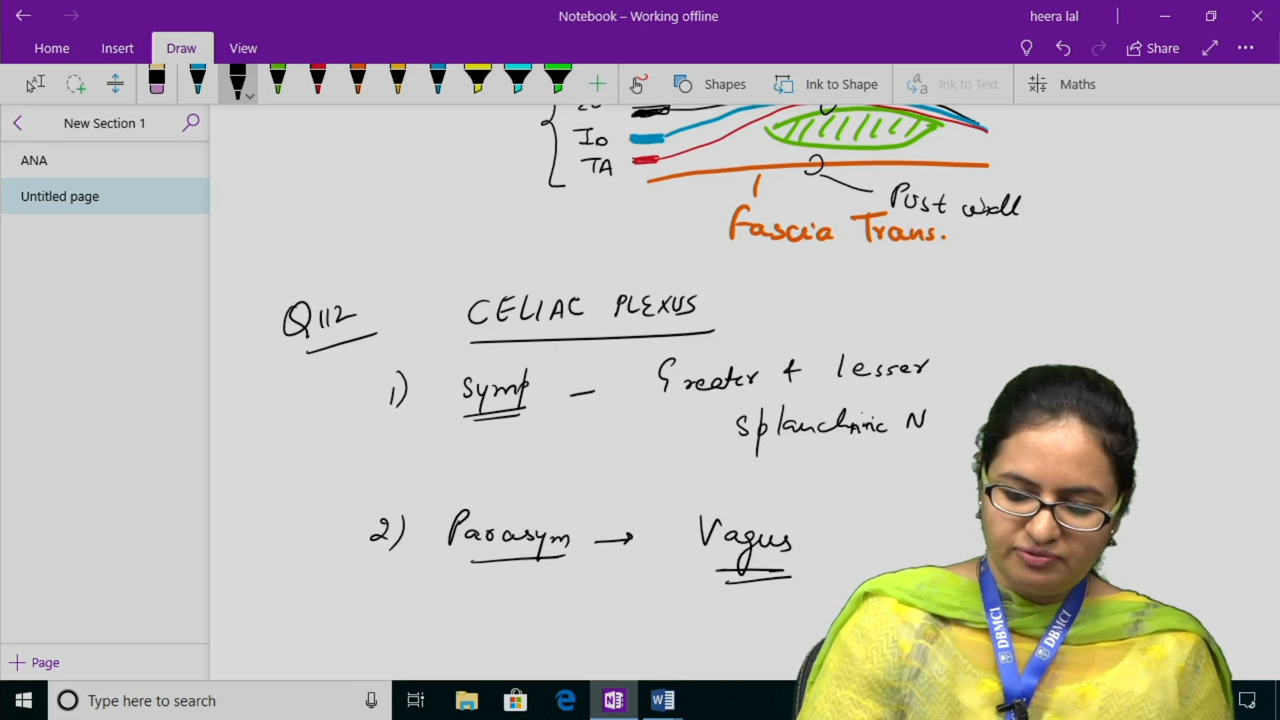 Notebook – Working offline
heera lal
Home Insert Draw View
Share
Shapes
Ink to Shape
Ink to Text
Maths
New Section 1
ANA
Untitled page
Page
IO
TA
Post wall
Fascia Trans.
Q112 CELIAC PLEXUS
1) Symp – Greater & lesser
splanchnic N
2) Parasym → Vagus
DBMCI
DBMCI
Type here to search